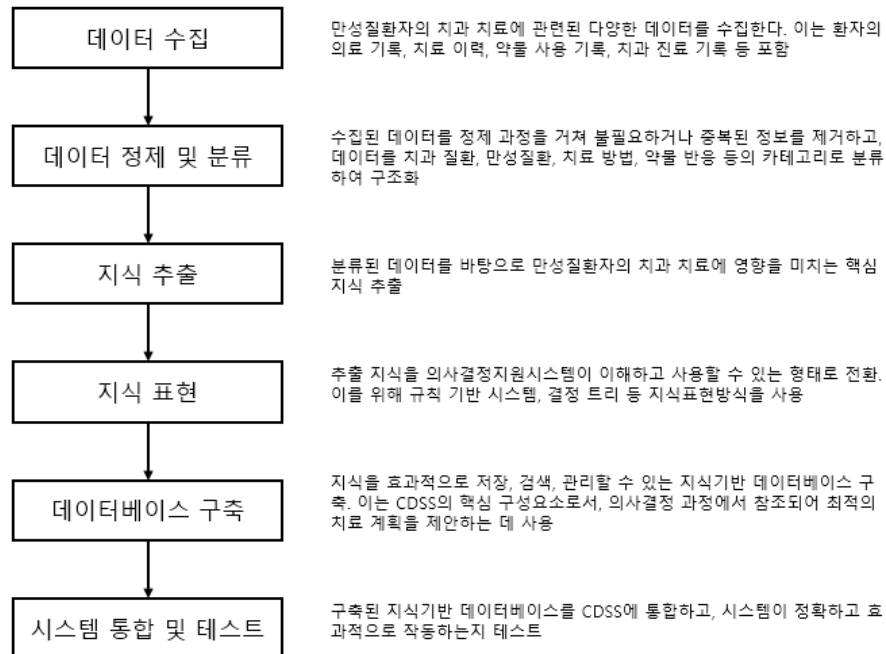 데이터 수집
만성질환자의 치과 치료에 관련된 다양한 데이터를 수집한다. 이는 환자의
의료 기록, 치료 이력, 약물 사용 기록, 치과 진료 기록 등 포함
데이터 정제 및 분류
수집된 데이터를 정제 과정을 거쳐 불필요하거나 중복된 정보를 제거하고,
데이터를 치과 질환, 만성질환, 치료 방법, 약물 반응 등의 카테고리로 분류
하여 구조화
지식 추출
분류된 데이터를 바탕으로 만성질환자의 치과 치료에 영향을 미치는 핵심
지식 추출
지식 표현
추출 지식을 의사결정지원시스템이 이해하고 사용할 수 있는 형태로 전환.
이를 위해 규칙 기반 시스템, 결정 트리 등 지식표현방식을 사용
데이터베이스 구축
지식을 효과적으로 저장, 검색, 관리할 수 있는 지식기반 데이터베이스 구
축. 이는 CDSS의 핵심 구성요소로서, 의사결정 과정에서 참조되어 최적의
치료 계획을 제안하는 데 사용
시스템 통합 및 테스트
구축된 지식기반 데이터베이스를 CDSS에 통합하고, 시스템이 정확하고 효
과적으로 작동하는지 테스트